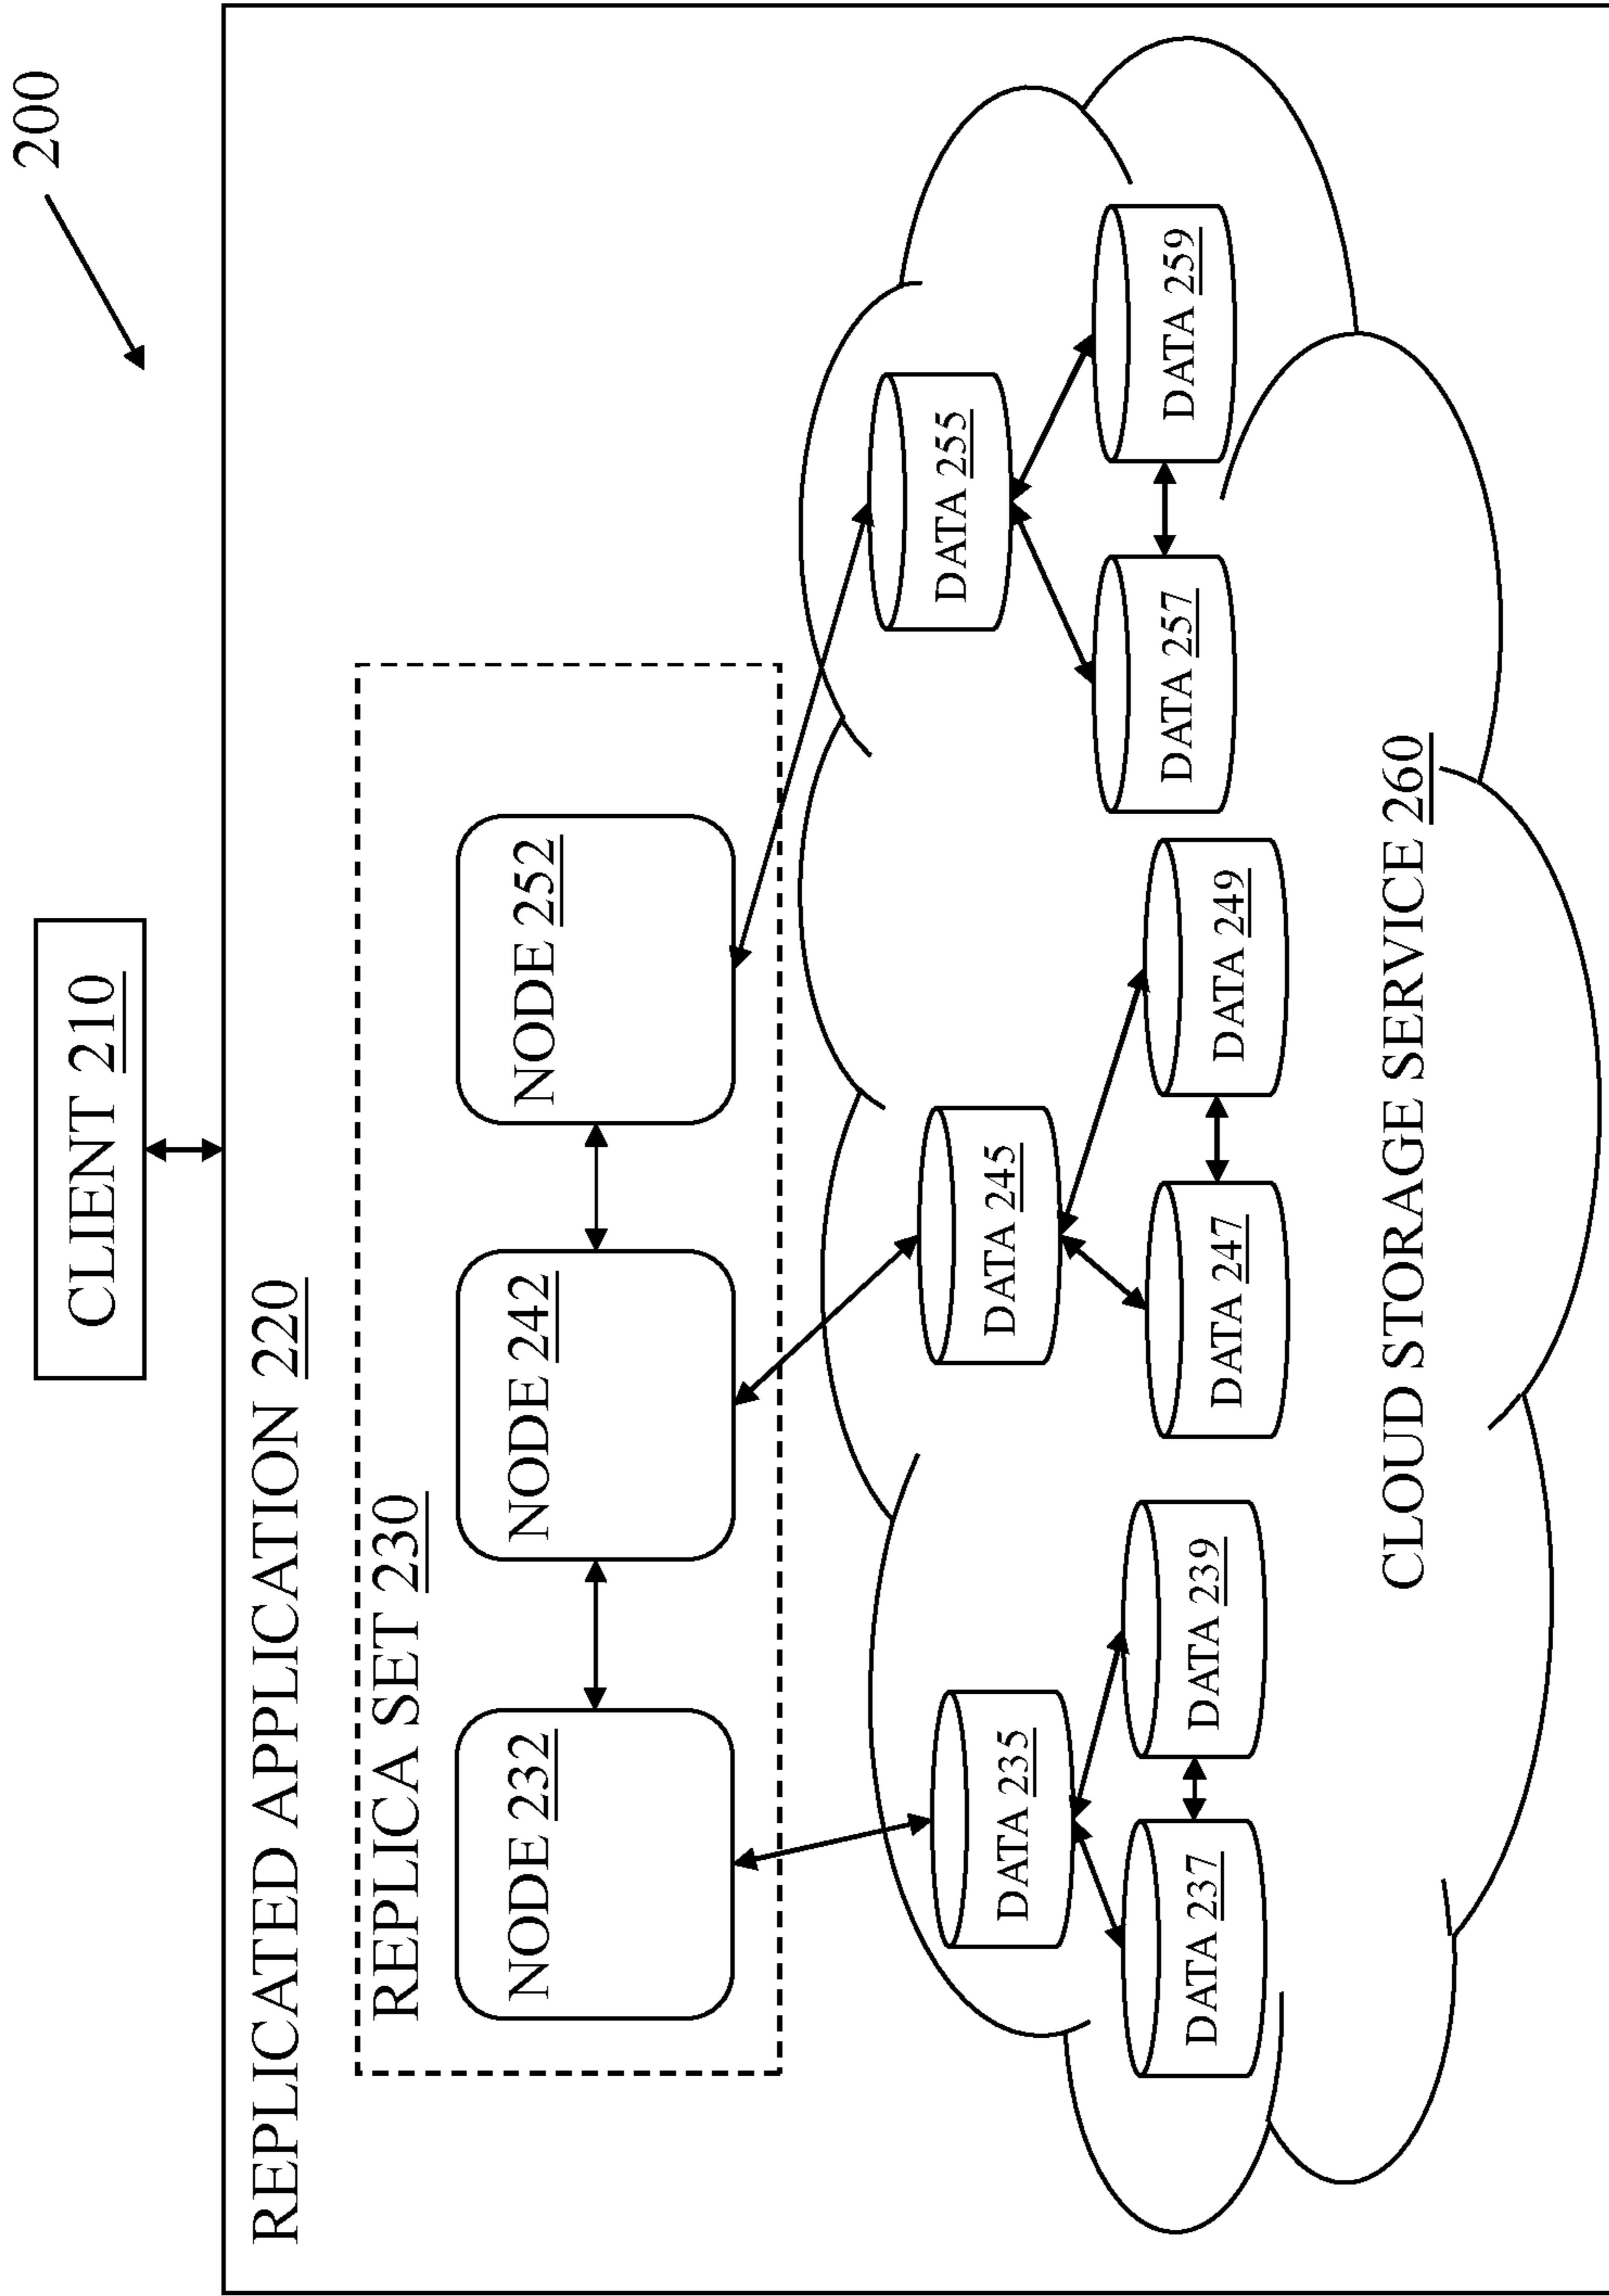 200
CLIENT 210
REPLICATED APPLICATION 220
REPLICA SET 230
NODE 232
NODE 242
NODE 252
DATA 235
DATA 245
DATA 255
DATA 237
DATA 239
DATA 247
DATA 249
DATA 257
DATA 259
CLOUD STORAGE SERVICE 260